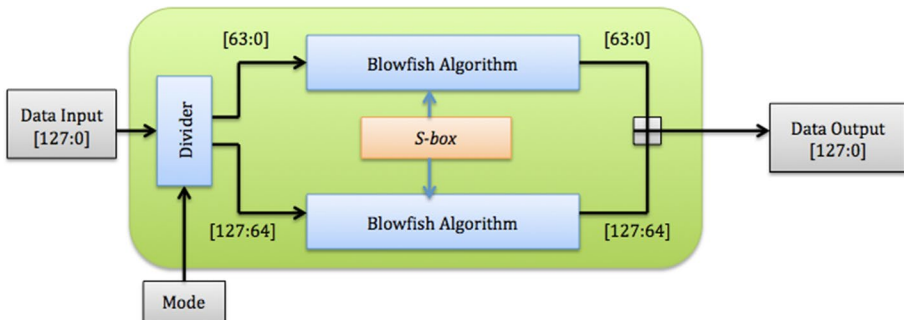 [63:0]
[63:0]
Blowfish Algorithm
Data Input
[127:0]
Divider
S-box
Data Output
[127:0]
Blowfish Algorithm
[127:64]
[127:64]
Mode